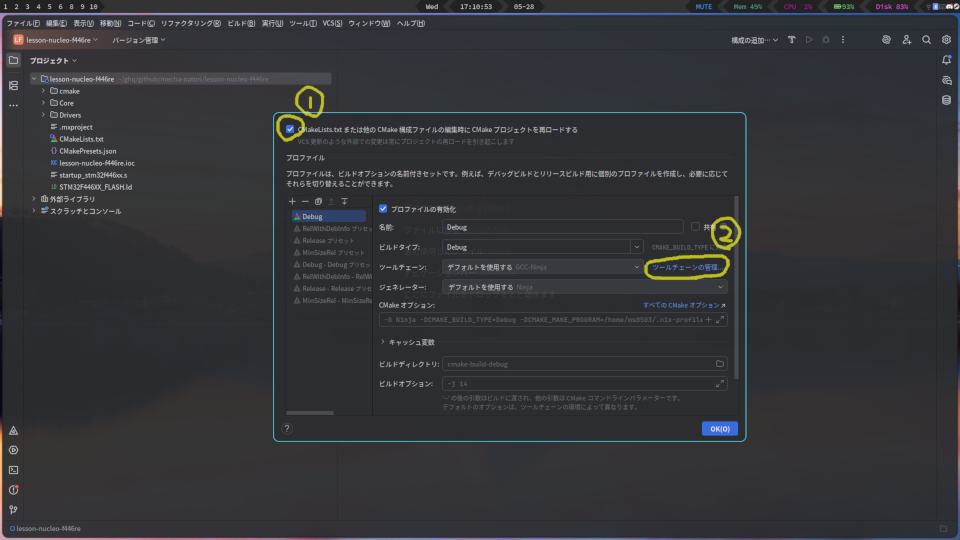 1 2 3 4 5 6 7 8 9 10 Wed 17:10:53 05-28 MUTE Mem 49% CPU 2% 93% Disk 83%
ファイル(F) 編集(E) 表示(V) 移動(N) コード(C) リファクタリング(R) ビルド(B) 実行(U) ツール(T) VCS(S) ウィンドウ(W) ヘルプ(H)
LF lesson-nucleo-f446re バージョン管理 構成の追加...
プロジェクト
lesson-nucleo-f446re
cmake
Core
Drivers
.mxproject
CMakeLists.txt
CMakePresets.json
lesson-nucleo-f446re.ioc
startup_stm32f446xx.s
STM32F446XX_FLASH.ld
外部ライブラリ
スクラッチとコンソール
1
CMakeLists.txt または他の CMake 構成ファイルの編集時に CMake プロジェクトを再ロードする
VCS 更新のような外部での変更は常にプロジェクトの再ロードを引き起こします
プロファイル
プロファイルは、ビルドオプションの名前付きセットです。例えば、デバッグビルドとリリースビルド用に個別のプロファイルを作成し、必要に応じて
それらを切り替えることができます。
Debug
RelWithDebInfo プリセッ
Release プリセット
MinSizeRel プリセット
Debug - Debug プリセッ
RelWithDebInfo - RelWi
Release - Release プリセ
MinSizeRel - MinSizeRe
プロファイルの有効化
名前: Debug 共有
2
ビルドタイプ: Debug CMAKE_BUILD_TYPE
ツールチェーン: デフォルトを使用する GCC-Ninja ツールチェーンの管理...
ジェネレーター: デフォルトを使用する Ninja
CMake オプション: すべての CMake オプション
-G Ninja -DCMAKE_BUILD_TYPE=Debug -DCMAKE_MAKE_PROGRAM=/home/ms0503/.nix-profile
キャッシュ変数
ビルドディレクトリ: cmake-build-debug
ビルドオプション: -j 14
'--' の後の引数はビルドに渡され、他の引数は CMake コマンドラインパラメーターです。
デフォルトのオプションは、ツールチェーンの環境によって異なります。
? OK(O)
lesson-nucleo-f446re